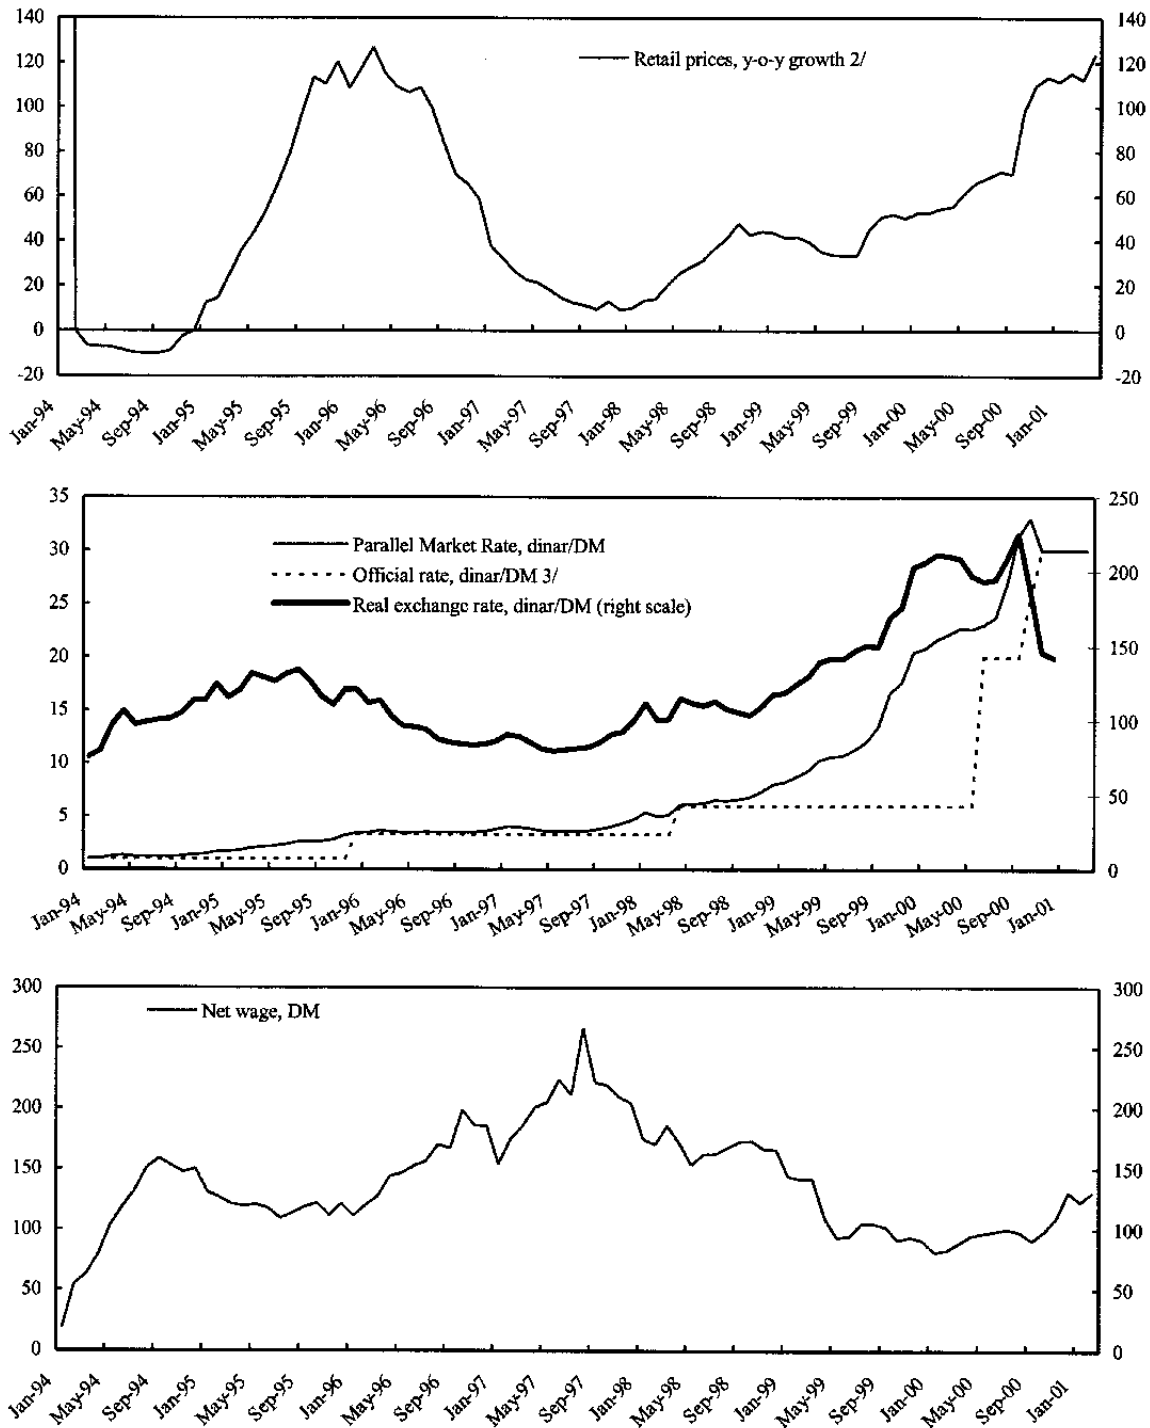 140 140
120 Retail prices, y-o-y growth 2/ 120
100 100
80 80
60 60
40 40
20 20
0 0
-20 -20
Jan-94 May-94 Sep-94 Jan-95 May-95 Sep-95 Jan-96 May-96 Sep-96 Jan-97 May-97 Sep-97 Jan-98 May-98 Sep-98 Jan-99 May-99 Sep-99 Jan-00 May-00 Sep-00 Jan-01
35 250
Parallel Market Rate, dinar/DM
30 Official rate, dinar/DM 3/ 200
Real exchange rate, dinar/DM (right scale)
25
20 150
15 100
10
5 50
0 0
Jan-94 May-94 Sep-94 Jan-95 May-95 Sep-95 Jan-96 May-96 Sep-96 Jan-97 May-97 Sep-97 Jan-98 May-98 Sep-98 Jan-99 May-99 Sep-99 Jan-00 May-00 Sep-00 Jan-01
300 300
Net wage, DM
250 250
200 200
150 150
100 100
50 50
0 0
Jan-94 May-94 Sep-94 Jan-95 May-95 Sep-95 Jan-96 May-96 Sep-96 Jan-97 May-97 Sep-97 Jan-98 May-98 Sep-98 Jan-99 May-99 Sep-99 Jan-00 May-00 Sep-00 Jan-01